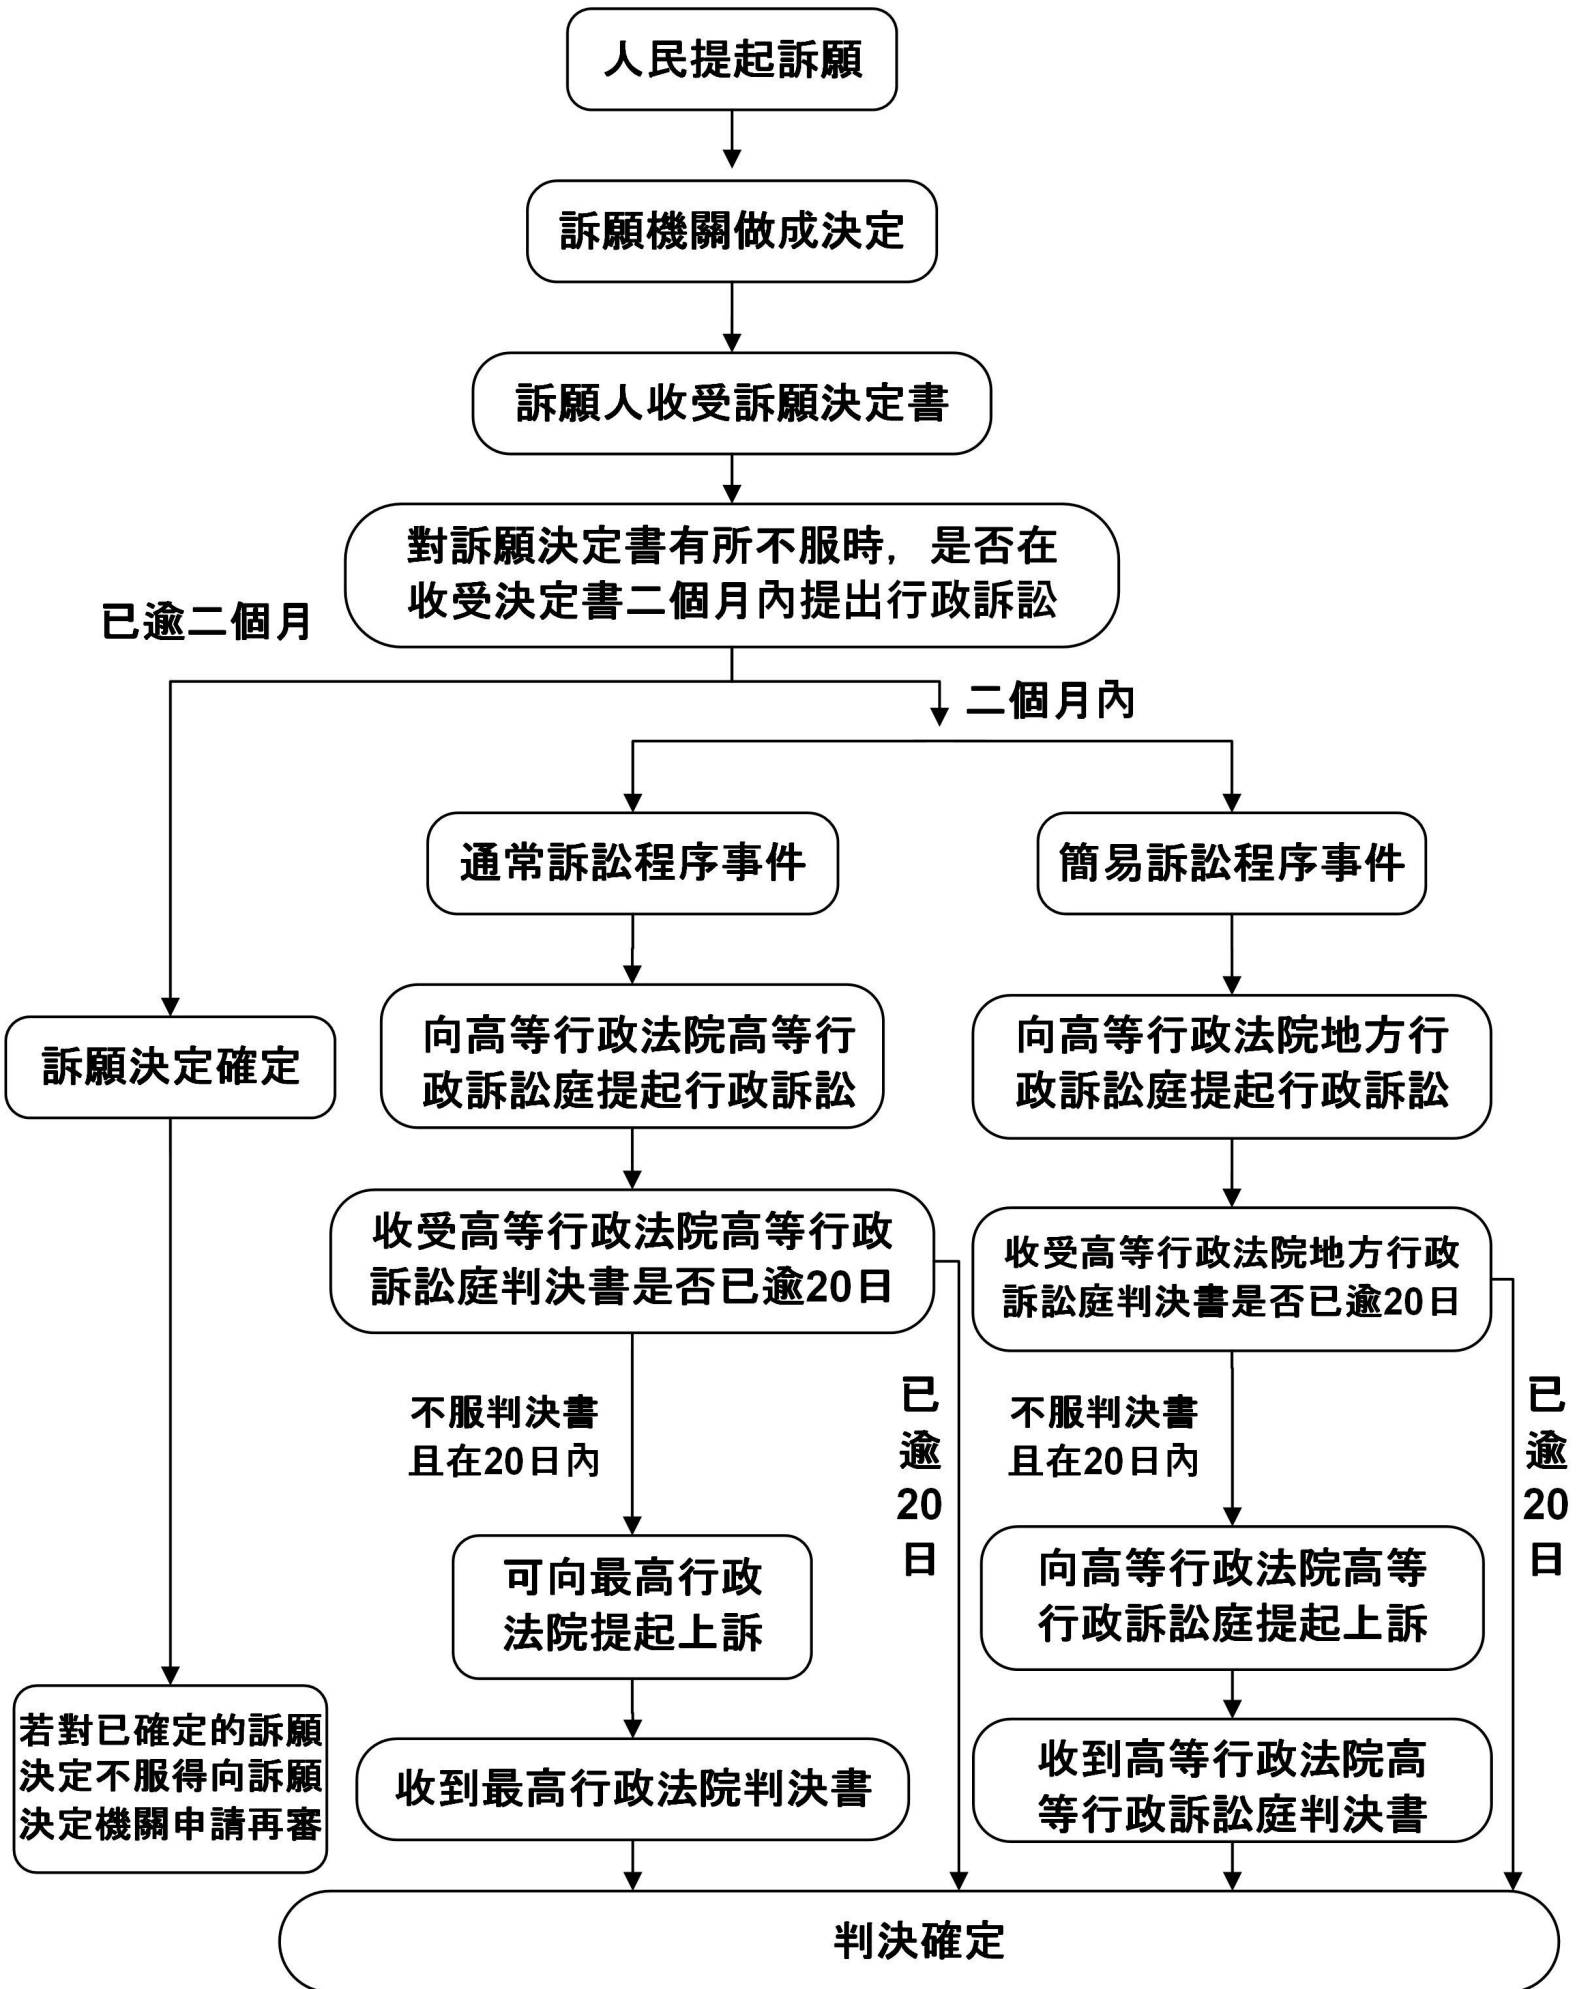 人民提起訴願
訴願機關做成決定
訴願人收受訴願決定書
對訴願決定書有所不服時，是否在
收受決定書二個月內提出行政訴訟
已逾二個月
二個月內
通常訴訟程序事件
簡易訴訟程序事件
訴願決定確定
向高等行政法院高等行
政訴訟庭提起行政訴訟
向高等行政法院地方行
政訴訟庭提起行政訴訟
收受高等行政法院高等行政
訴訟庭判決書是否已逾20日
收受高等行政法院地方行政
訴訟庭判決書是否已逾20日
不服判決書
且在20日內
已
逾
20
日
不服判決書
且在20日內
已
逾
20
日
可向最高行政
法院提起上訴
向高等行政法院高等
行政訴訟庭提起上訴
若對已確定的訴願
決定不服得向訴願
決定機關申請再審
收到最高行政法院判決書
收到高等行政法院高
等行政訴訟庭判決書
判決確定